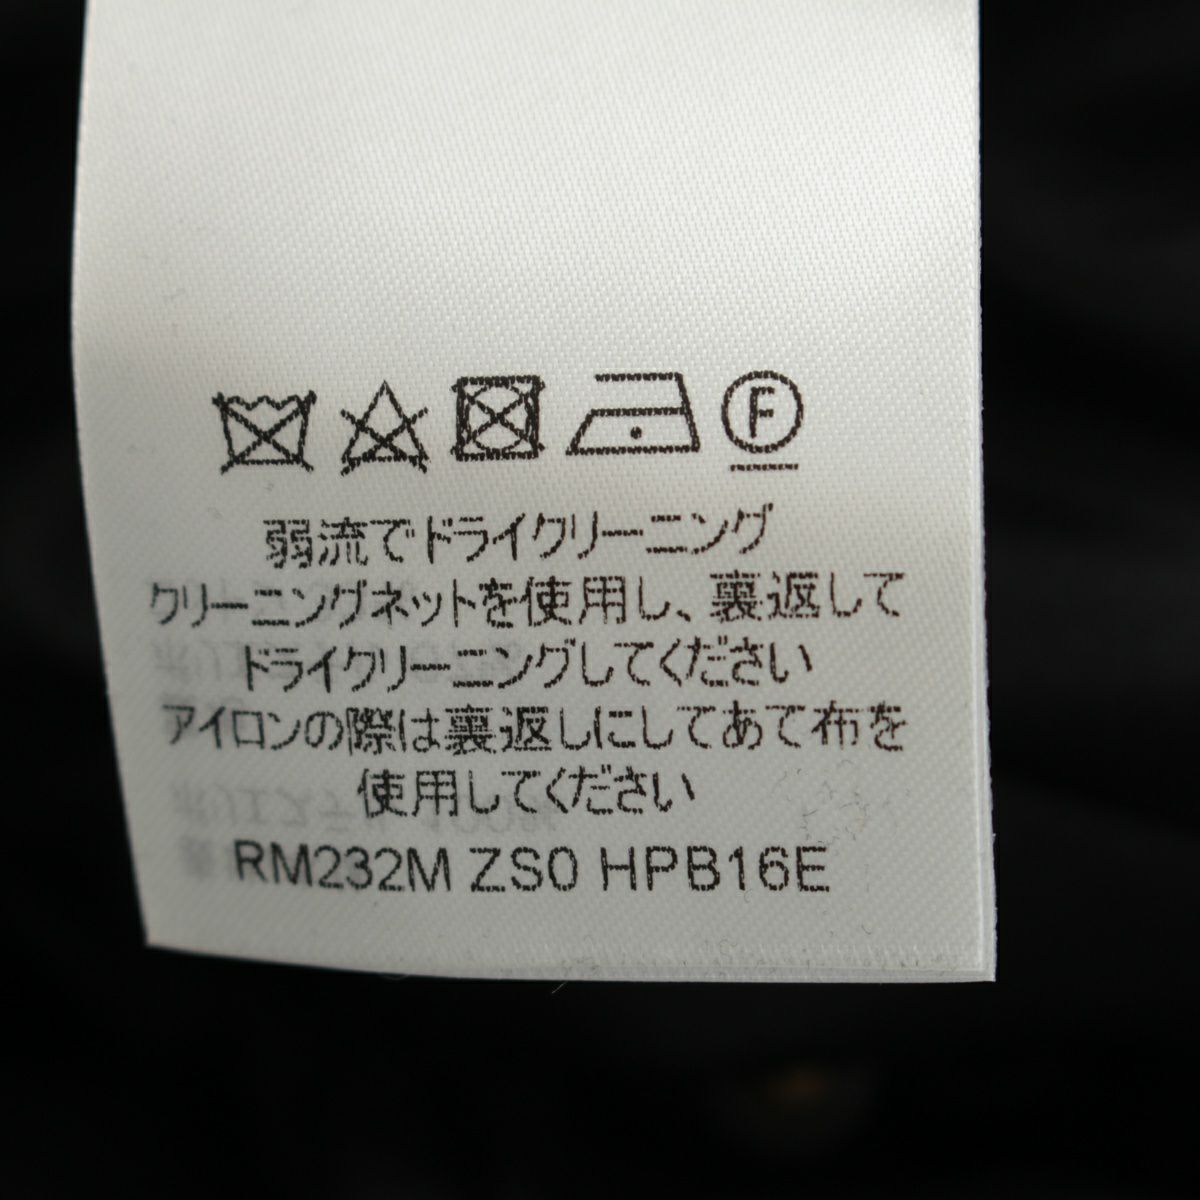 F
弱流でドライクリーニング
クリーニングネットを使用し、裏返して
ドライクリーニングしてください
アイロンの際は裏返しにしてあて布を
使用してください
RM232M ZS0 HPB16E